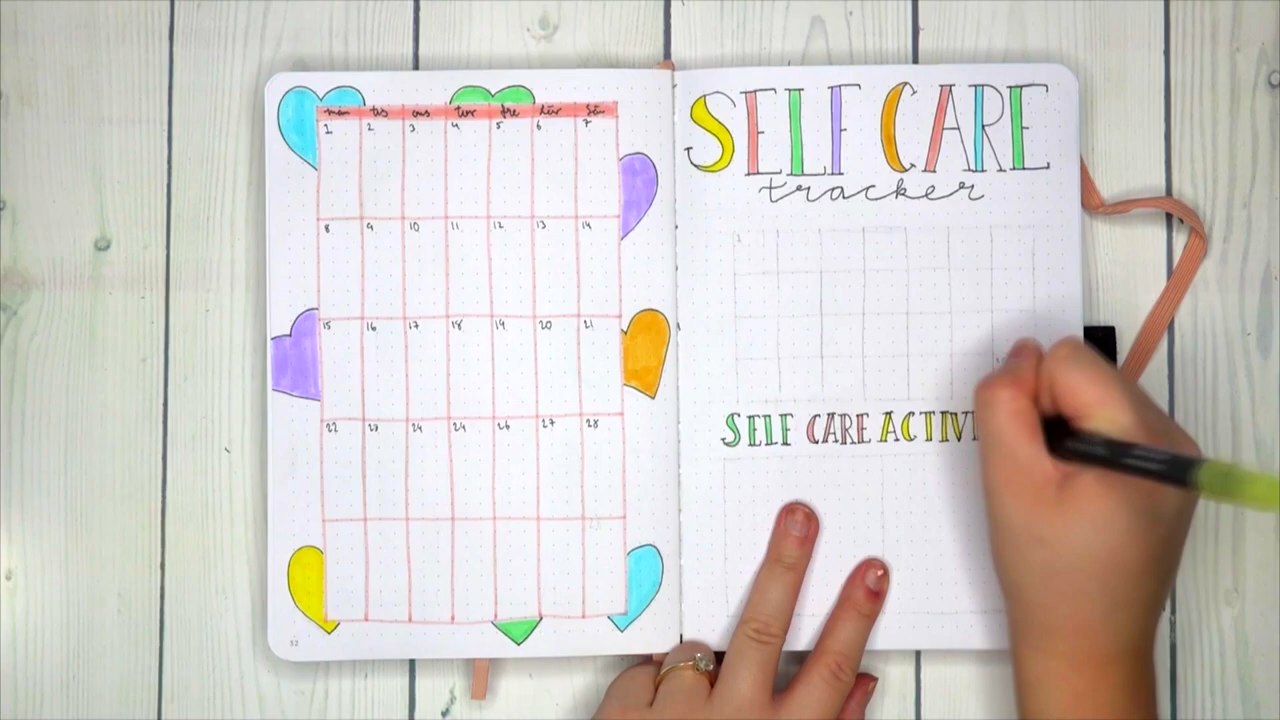 mån tis ons tor fre lör sön
1 2 3 4 5 6 7
8 9 10 11 12 13 14
15 16 17 18 19 20 21
22 23 24 24 26 27 28
32
SELF CARE
tracker
SELF CARE ACTIVI